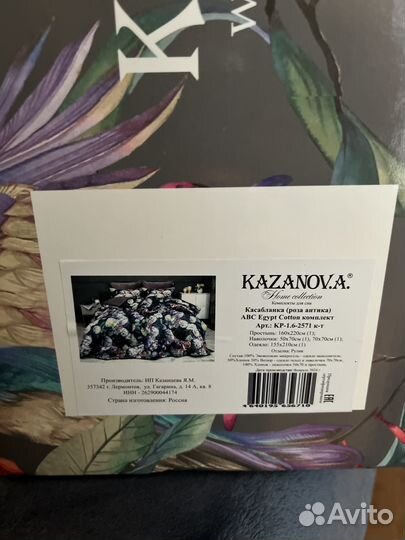 K
KAZANOV.A.®
Home collection
Комплекты для сна
Касабланка (роза антика)
ABC Egypt Cotton комплект
Арт.: КР-1.6-2571 к-т
Простынь: 160х220см (1);
Наволочки: 50х70см (1), 70х70см (1);
Одеяло: 155х210см (1)
Производитель: ИП Казанцева Я.М.
357342 г. Лермонтов, ул. Гагарина, д. 14 А, кв. 8
ИНН - 262900044174
Страна изготовления: Россия
EAC
Avito